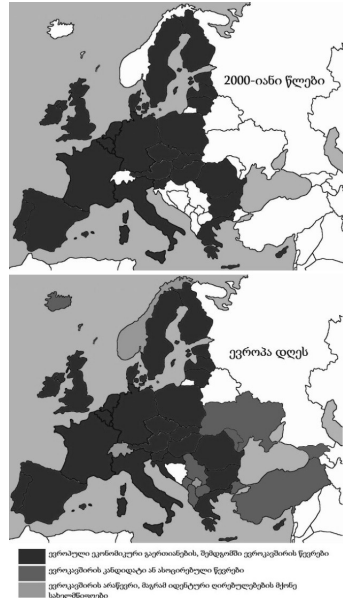 2000-იანი წლები
ევროპა დღეს
ევროპული ეკონომიკური გაერთიანების, შემდგომში ევროკავშირის წევრები
ევროკავშირის კანდიდატი ან ასოცირებული წევრები
ევროკავშირის არაწევრი, მაგრამ იდენტური ღირებულებების მქონე
სახელმწიფოები